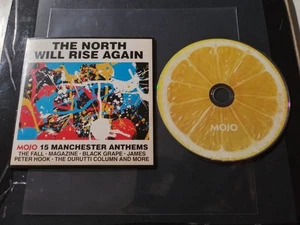 THE NORTH
WILL RISE AGAIN
MOJO 15 MANCHESTER ANTHEMS
THE FALL · MAGAZINE · BLACK GRAPE · JAMES
PETER HOOK · THE DURUTTI COLUMN AND MORE
MOJO